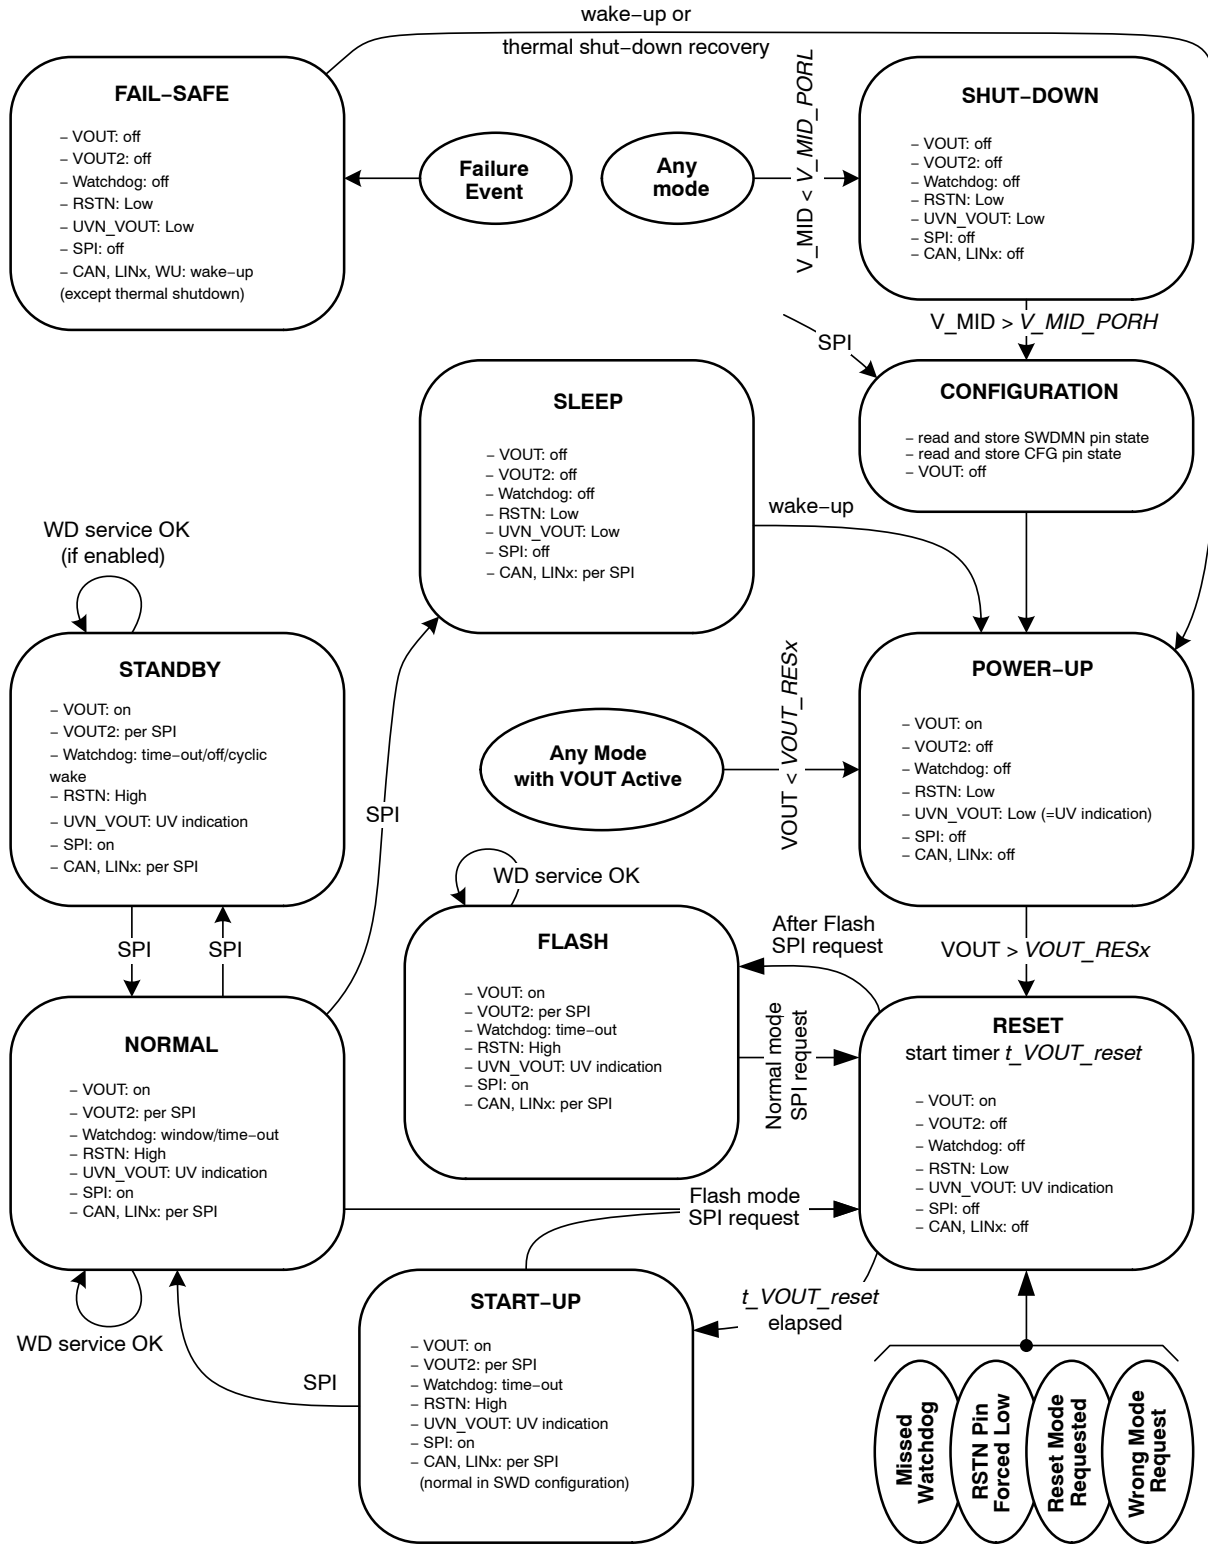 wake–up or
thermal shut–down recovery
FAIL–SAFE
– VOUT: off
– VOUT2: off
– Watchdog: off
– RSTN: Low
– UVN_VOUT: Low
– SPI: off
– CAN, LINx, WU: wake–up
(except thermal shutdown)
Failure
Event
Any
mode
V_MID < V_MID_PORL
SHUT–DOWN
– VOUT: off
– VOUT2: off
– Watchdog: off
– RSTN: Low
– UVN_VOUT: Low
– SPI: off
– CAN, LINx: off
V_MID > V_MID_PORH
SPI
CONFIGURATION
– read and store SWDMN pin state
– read and store CFG pin state
– VOUT: off
SLEEP
– VOUT: off
– VOUT2: off
– Watchdog: off
– RSTN: Low
– UVN_VOUT: Low
– SPI: off
– CAN, LINx: per SPI
wake–up
WD service OK
(if enabled)
STANDBY
– VOUT: on
– VOUT2: per SPI
– Watchdog: time–out/off/cyclic
wake
– RSTN: High
– UVN_VOUT: UV indication
– SPI: on
– CAN, LINx: per SPI
SPI
Any Mode
with VOUT Active
VOUT < VOUT_RESx
POWER–UP
– VOUT: on
– VOUT2: off
– Watchdog: off
– RSTN: Low
– UVN_VOUT: Low (=UV indication)
– SPI: off
– CAN, LINx: off
SPI
SPI
WD service OK
FLASH
– VOUT: on
– VOUT2: per SPI
– Watchdog: time–out
– RSTN: High
– UVN_VOUT: UV indication
– SPI: on
– CAN, LINx: per SPI
After Flash
SPI request
Normal mode
SPI request
VOUT > VOUT_RESx
RESET
start timer t_VOUT_reset
– VOUT: on
– VOUT2: off
– Watchdog: off
– RSTN: Low
– UVN_VOUT: UV indication
– SPI: off
– CAN, LINx: off
NORMAL
– VOUT: on
– VOUT2: per SPI
– Watchdog: window/time–out
– RSTN: High
– UVN_VOUT: UV indication
– SPI: on
– CAN, LINx: per SPI
Flash mode
SPI request
WD service OK
SPI
START–UP
– VOUT: on
– VOUT2: per SPI
– Watchdog: time–out
– RSTN: High
– UVN_VOUT: UV indication
– SPI: on
– CAN, LINx: per SPI
(normal in SWD configuration)
t_VOUT_reset
elapsed
Missed
Watchdog
RSTN Pin
Forced Low
Reset Mode
Requested
Wrong Mode
Request